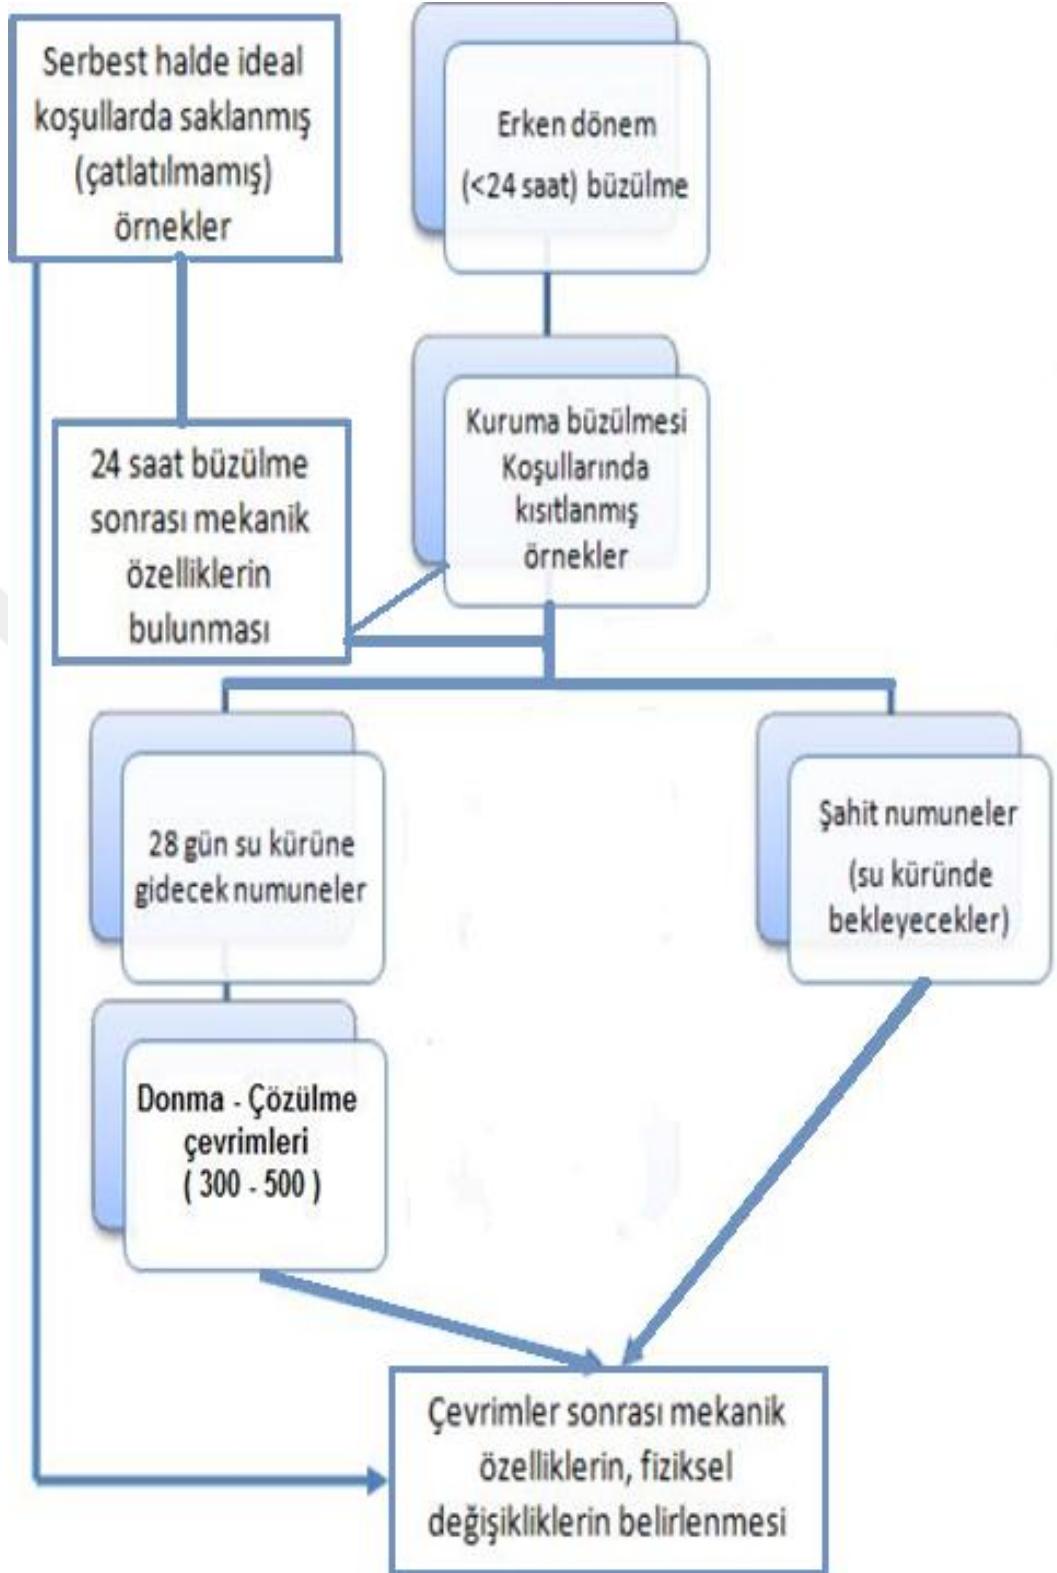 Serbest halde ideal
koşullarda saklanmış
(çatlatılmamış)
örnekler
Erken dönem
(<24 saat) büzülme
Kuruma büzülmesi
Koşullarında
kısıtlanmış
örnekler
24 saat büzülme
sonrası mekanik
özelliklerin
bulunması
28 gün su kürüne
gidecek numuneler
Şahit numuneler
(su küründe
bekleyecekler)
Donma - Çözülme
çevrimleri
( 300 - 500 )
Çevrimler sonrası mekanik
özelliklerin, fiziksel
değişikliklerin belirlenmesi